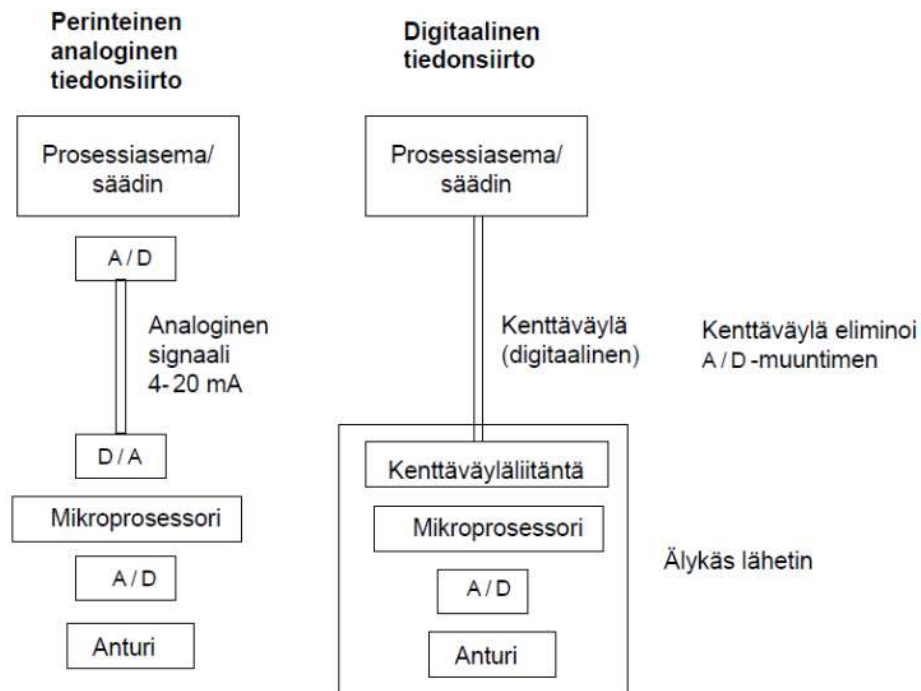 Perinteinen
analoginen
tiedonsiirto
Prosessiasema/
säädin
A / D
Analoginen
signaali
4-20 mA
D / A
Mikroprosessori
A / D
Anturi
Digitaalinen
tiedonsiirto
Prosessiasema/
säädin
Kenttäväylä
(digitaalinen)
Kenttäväylä eliminoi
A / D -muuntimen
Kenttäväyläliitäntä
Mikroprosessori
A / D
Anturi
Älykäs lähetin